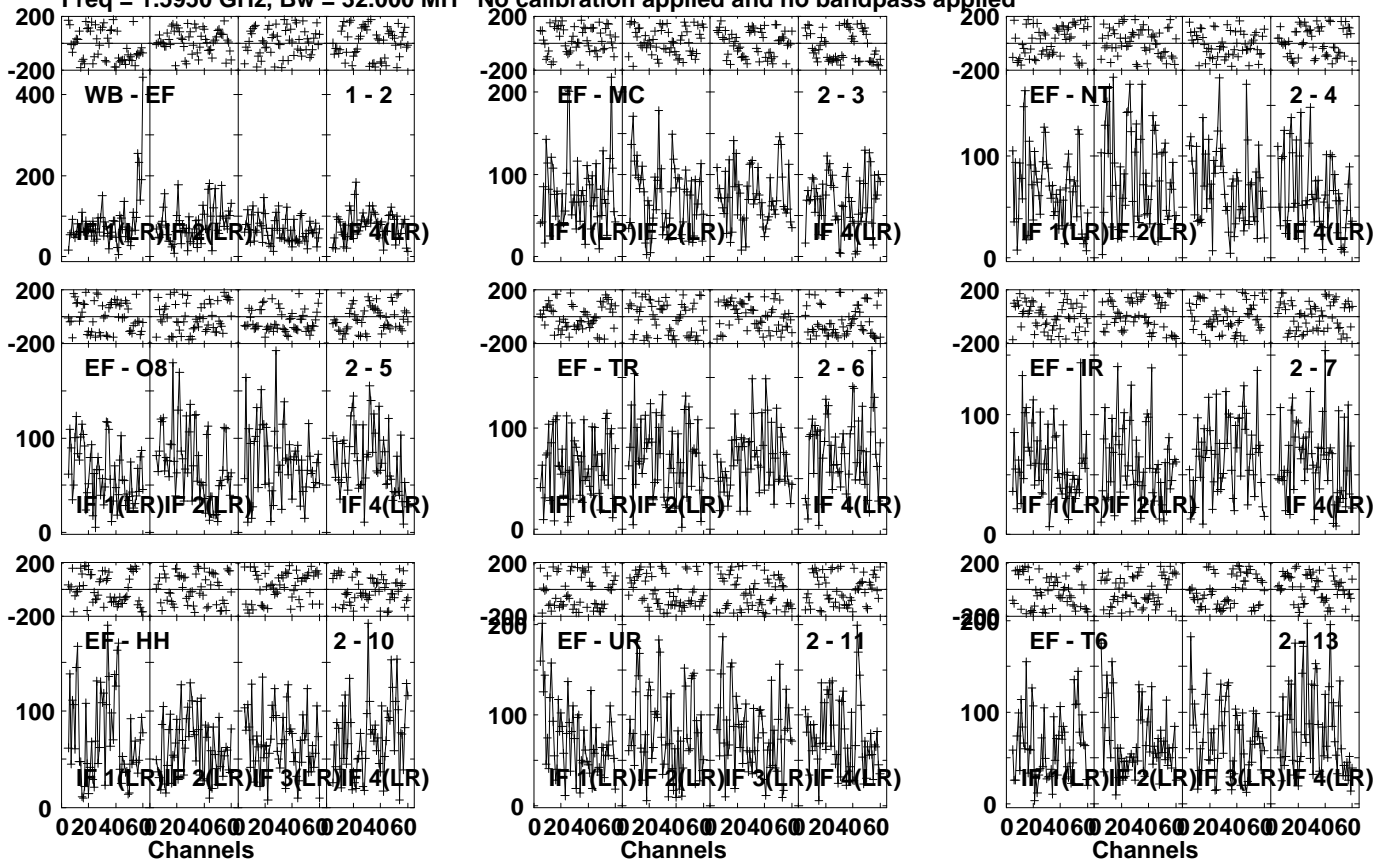 Freq = 1.5950 GHz, Bw = 32.000 MH No calibration applied and no bandpass applied
200 200 200
-200 -200 -200
WB - EF 1 - 2 EF - MC 2 - 3 EF - NT 2 - 4
400 200 0
200 100 0
100 0
IF 1(LR) IF 2(LR) IF 4(LR) IF 1(LR) IF 2(LR) IF 4(LR) IF 1(LR) IF 2(LR) IF 4(LR)
200 200 200
-200 -200 -200
EF - O8 2 - 5 EF - TR 2 - 6 EF - IR 2 - 7
100 100 100
IF 1(LR) IF 2(LR) IF 4(LR) IF 1(LR) IF 2(LR) IF 4(LR) IF 1(LR) IF 2(LR) IF 4(LR)
0 0 0
200 200 200
-200 -200 -200
200 200
EF - HH 2 - 10 EF - UR 2 - 11 EF - T6 2 - 13
100 100 100
IF 1(LR) IF 2(LR) IF 3(LR) IF 4(LR) IF 1(LR) IF 2(LR) IF 3(LR) IF 4(LR) IF 1(LR) IF 2(LR) IF 3(LR) IF 4(LR)
0 0 0
0 20 40 60 0 20 40 60 0 20 40 60 0 20 40 60 0 20 40 60 0 20 40 60 0 20 40 60 0 20 40 60 0 20 40 60 0 20 40 60 0 20 40 60 0 20 40 60
Channels Channels Channels